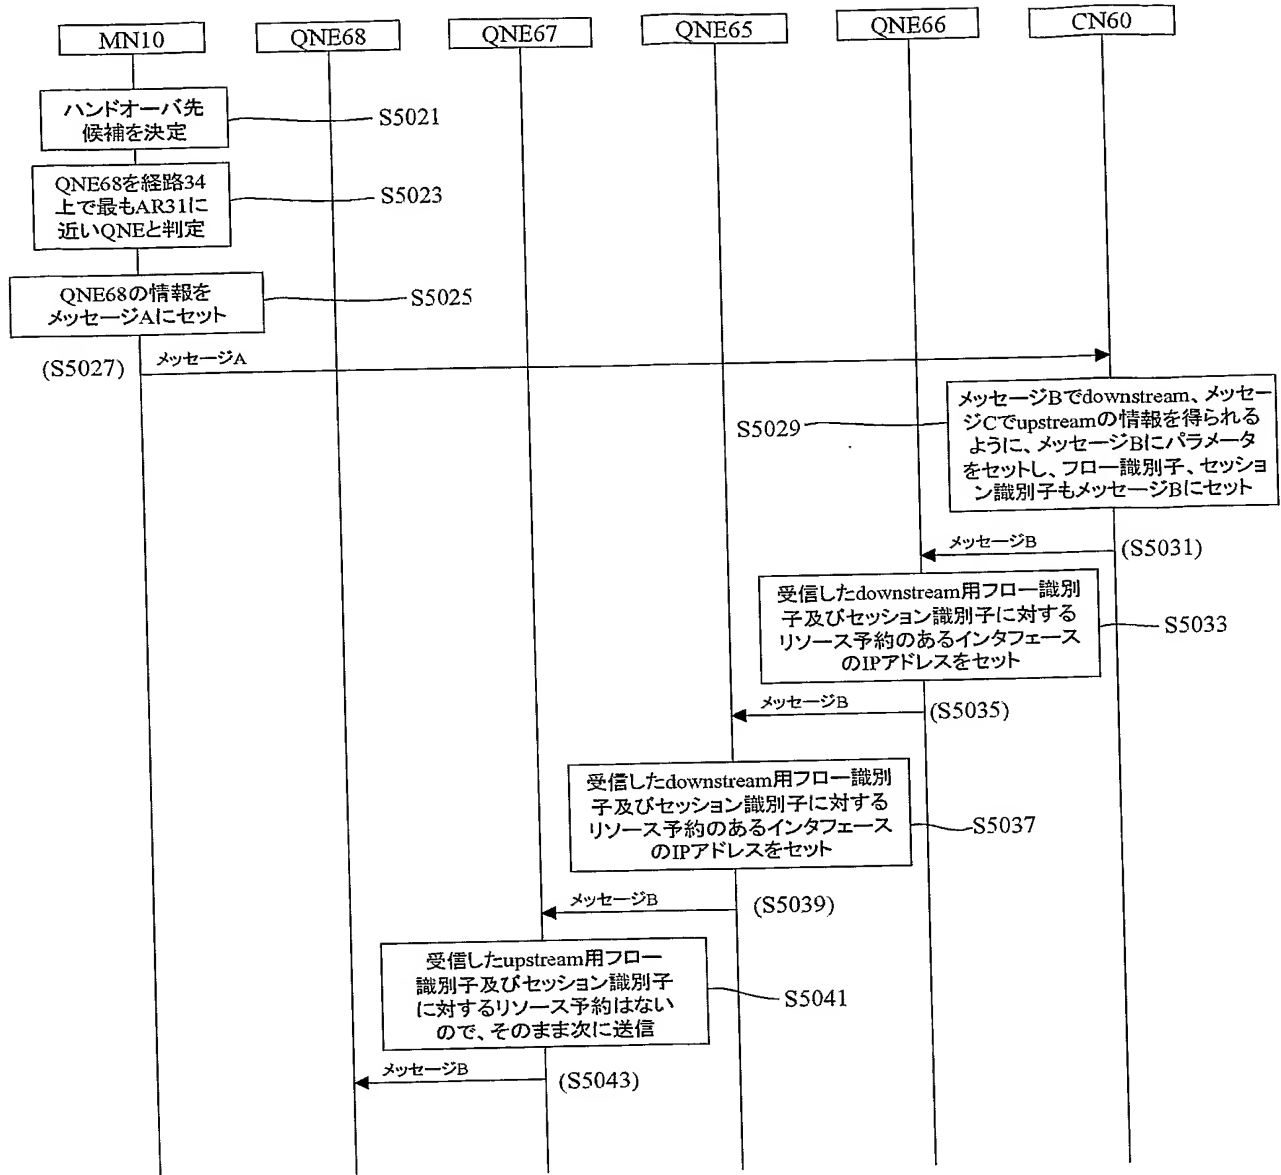 MN10
QNE68
QNE67
QNE65
QNE66
CN60
ハンドオーバ先
候補を決定
S5021
QNE68を経路34
上で最もAR31に
近いQNEと判定
S5023
QNE68の情報を
メッセージAにセット
S5025
(S5027)
メッセージA
メッセージBでdownstream、メッセー
ジCでupstreamの情報を得られる
ように、メッセージBにパラメータ
をセットし、フロー識別子、セッショ
ン識別子もメッセージBにセット
S5029
メッセージB
(S5031)
受信したdownstream用フロー識別
子及びセッション識別子に対する
リソース予約のあるインタフェース
のIPアドレスをセット
S5033
メッセージB
(S5035)
受信したdownstream用フロー識別
子及びセッション識別子に対する
リソース予約のあるインタフェース
のIPアドレスをセット
S5037
メッセージB
(S5039)
受信したupstream用フロー
識別子及びセッション識別子
に対するリソース予約はない
ので、そのまま次に送信
S5041
メッセージB
(S5043)